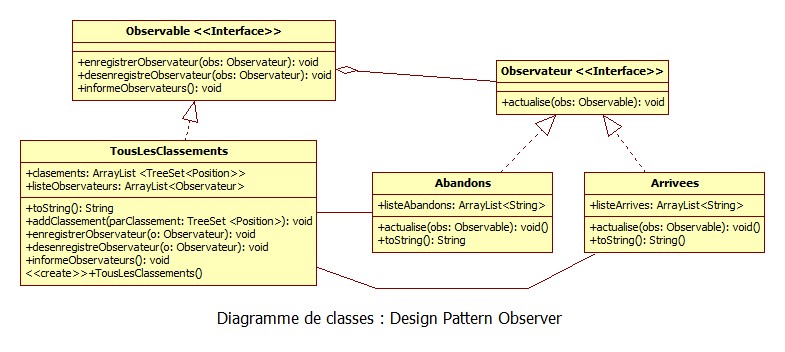 Observable <<Interface>>
+enregistrerObservateur(obs: Observateur): void
+desenregistreObservateur(obs: Observateur): void
+informeObservateurs(): void
Observateur <<Interface>>
+actualise(obs: Observable): void
TousLesClassements
+clasements: ArrayList <TreeSet<Position>>
+listeObservateurs: ArrayList<Observateur>
+toString(): String
+addClassement(parClassement: TreeSet <Position>): void
+enregistrerObservateur(o: Observateur): void
+desenregistreObservateur(o: Observateur): void
+informeObservateurs(): void
<<create>>+TousLesClassements()
Abandons
+listeAbandons: ArrayList<String>
+actualise(obs: Observable): void()
+toString(): String
Arrivees
+listeArrives: ArrayList<String>
+actualise(obs: Observable): void()
+toString(): String()
Diagramme de classes : Design Pattern Observer